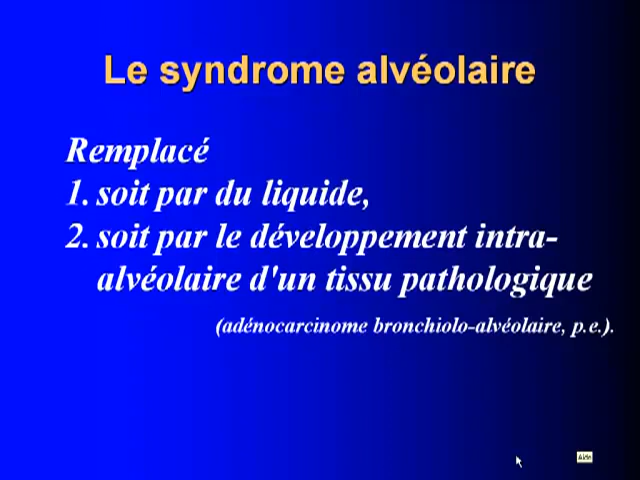 Le syndrome alvéolaire
Remplacé
1. soit par du liquide,
2. soit par le développement intra-
alvéolaire d'un tissu pathologique
(adénocarcinome bronchiolo-alvéolaire, p.e.).
Aide